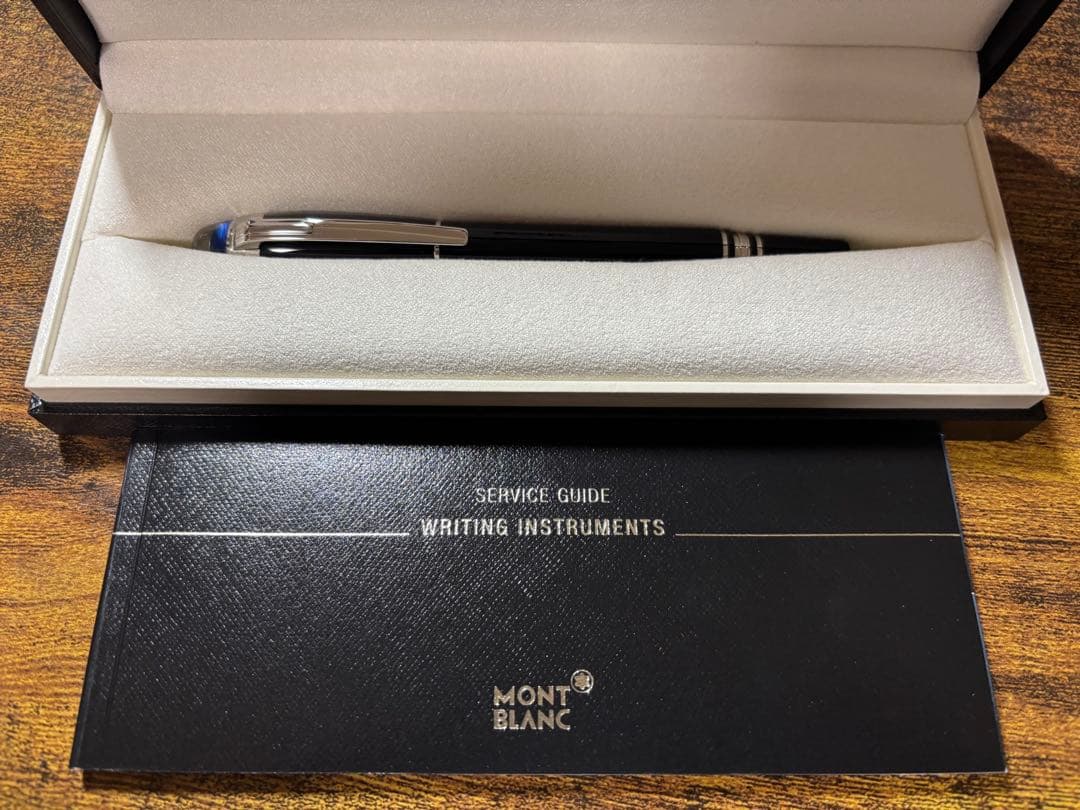 SERVICE GUIDE
WRITING INSTRUMENTS
MONT
BLANC